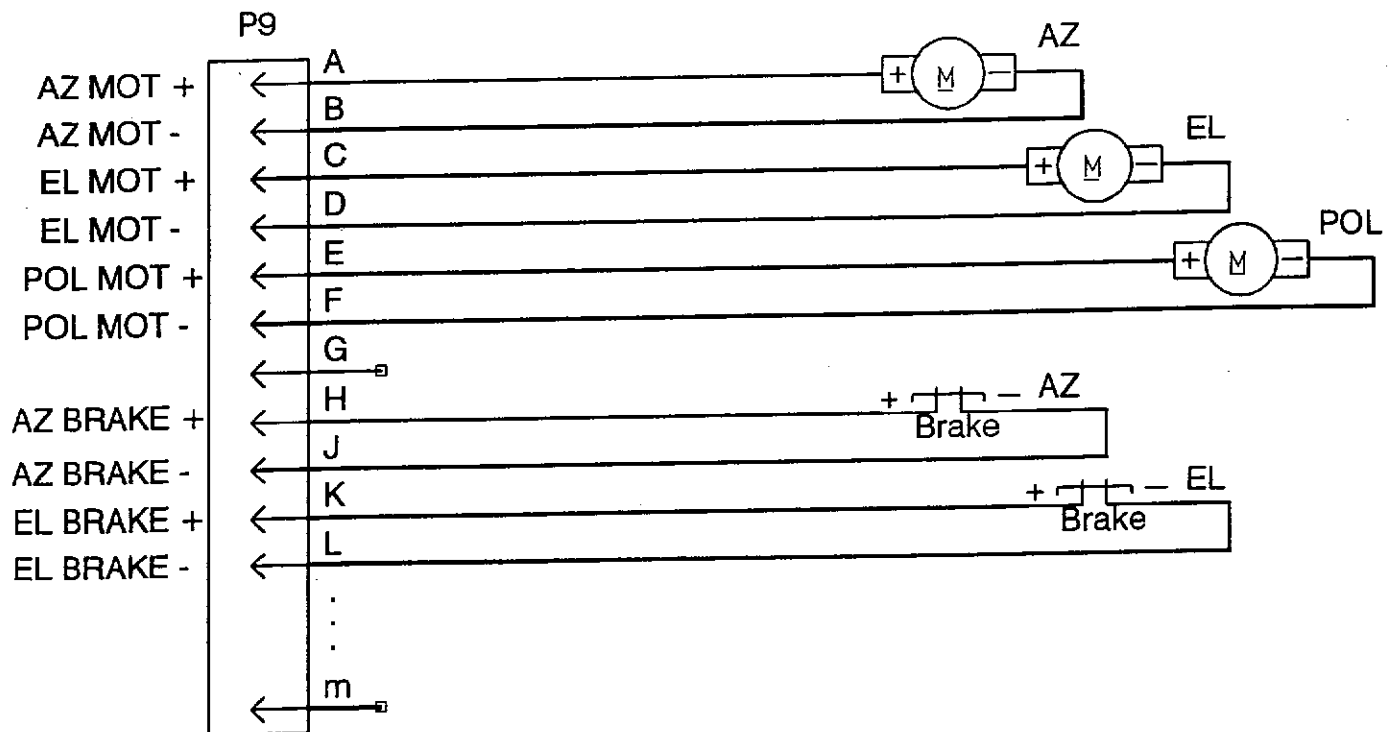 P9
A
AZ MOT +
B
AZ MOT -
C
EL MOT +
D
EL MOT -
E
POL MOT +
F
POL MOT -
G
H
AZ BRAKE +
J
AZ BRAKE -
K
EL BRAKE +
L
EL BRAKE -
.
.
.
m
+ M − AZ
+ M − EL
+ M − POL
+ − AZ
Brake
+ − EL
Brake